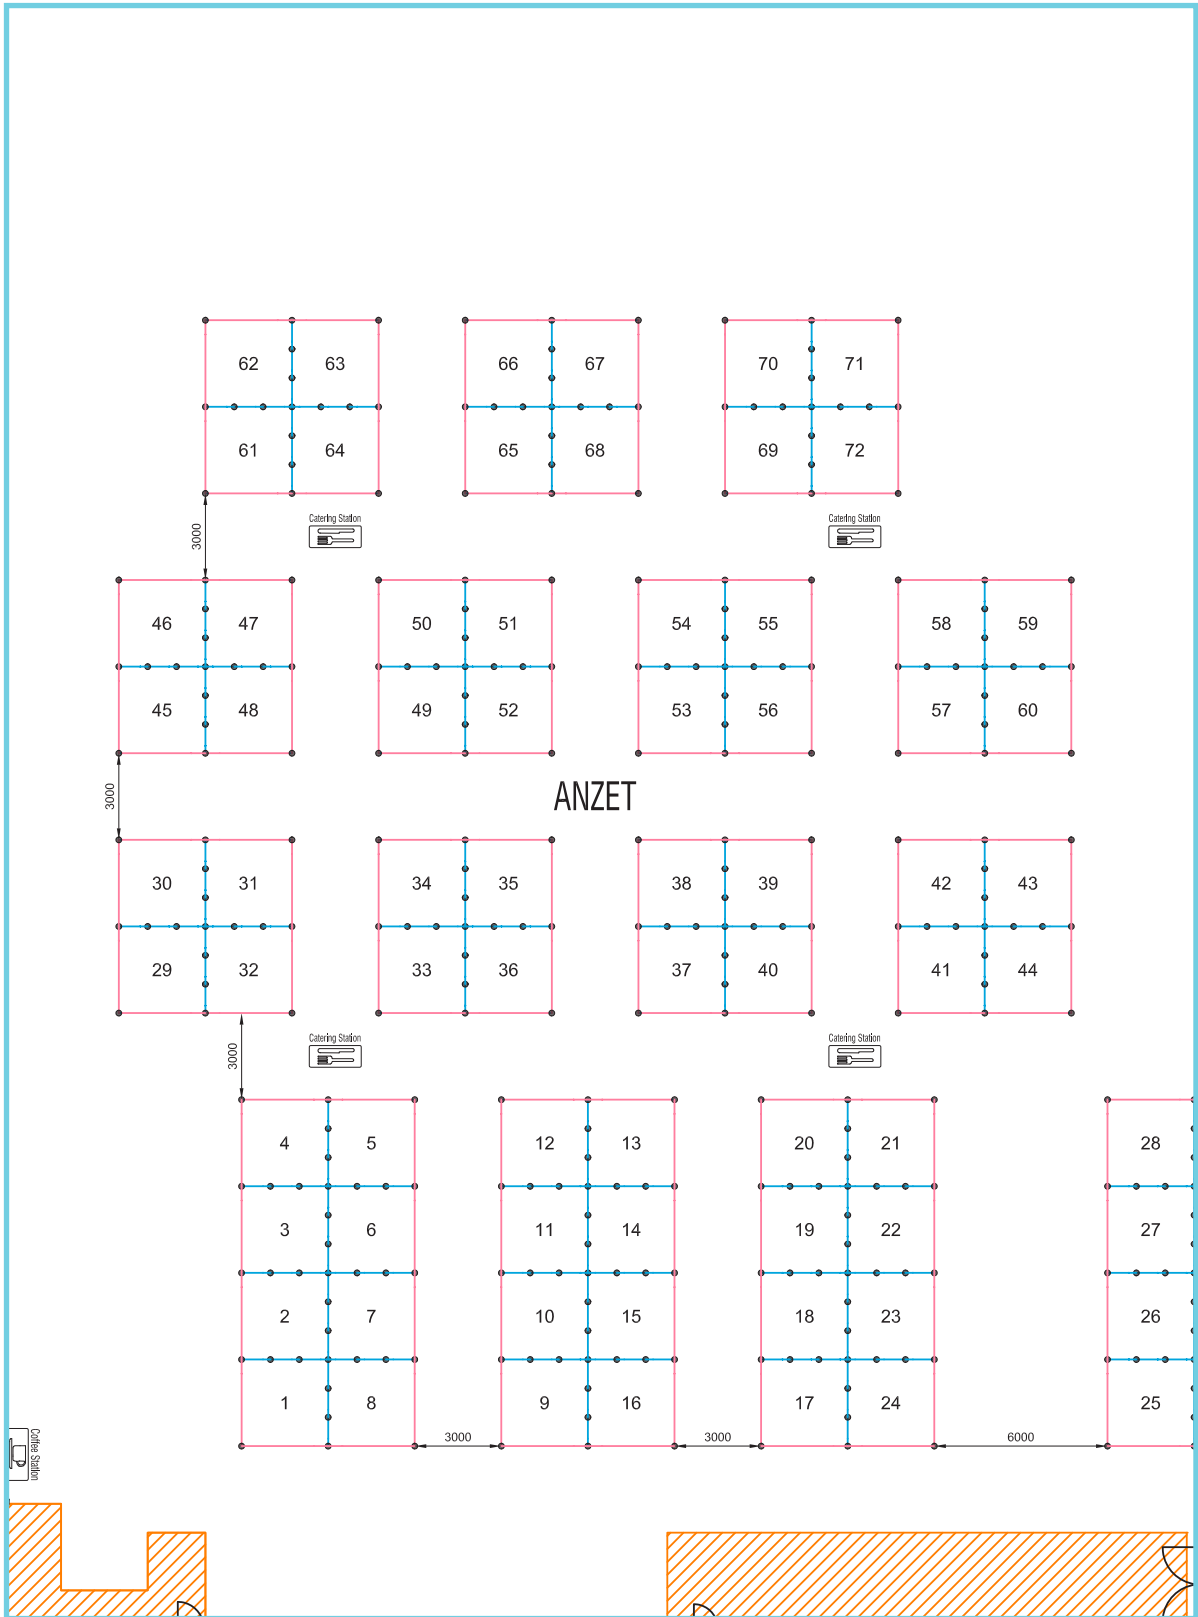 62 63 66 67 70 71
61 64 65 68 69 72
Catering Station Catering Station
3000
46 47 50 51 54 55 58 59
45 48 49 52 53 56 57 60
3000
ANZET
30 31 34 35 38 39 42 43
29 32 33 36 37 40 41 44
Catering Station Catering Station
3000
4 5 12 13 20 21 28
3 6 11 14 19 22 27
2 7 10 15 18 23 26
1 8 9 16 17 24 25
3000 3000 6000
Coffee Station